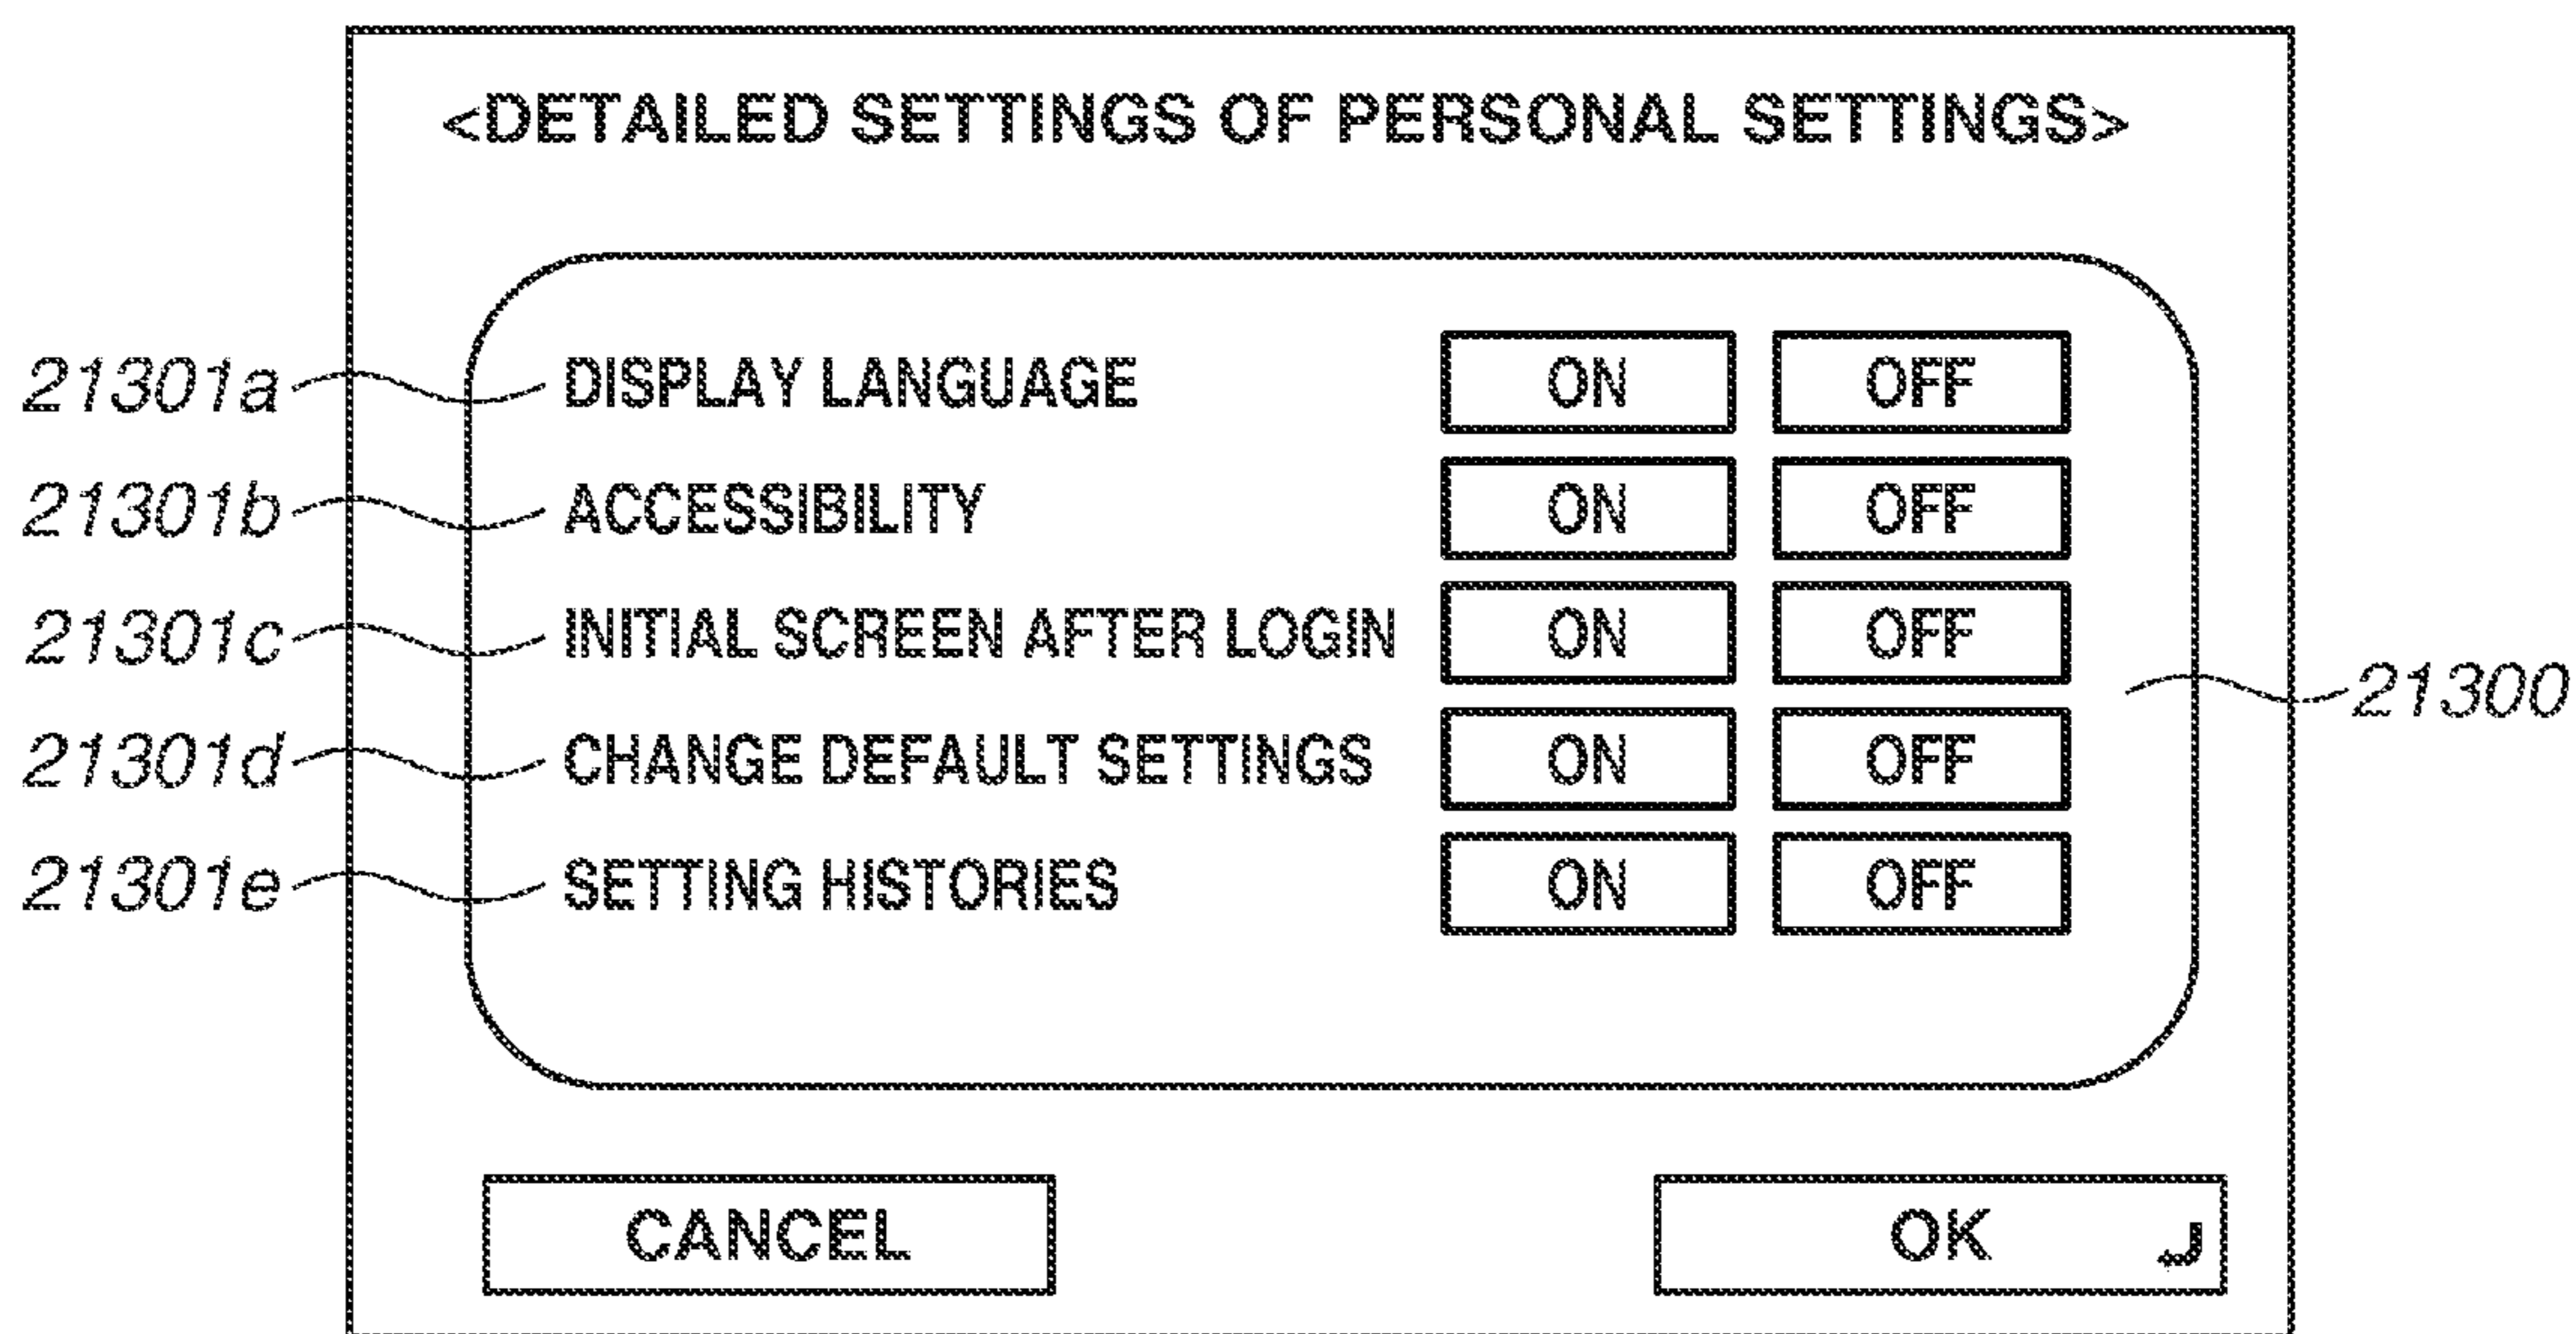 <DETAILED SETTINGS OF PERSONAL SETTINGS>
21301a DISPLAY LANGUAGE ON OFF
21301b ACCESSIBILITY ON OFF
21301c INITIAL SCREEN AFTER LOGIN ON OFF
21300
21301d CHANGE DEFAULT SETTINGS ON OFF
21301e SETTING HISTORIES ON OFF
CANCEL OK